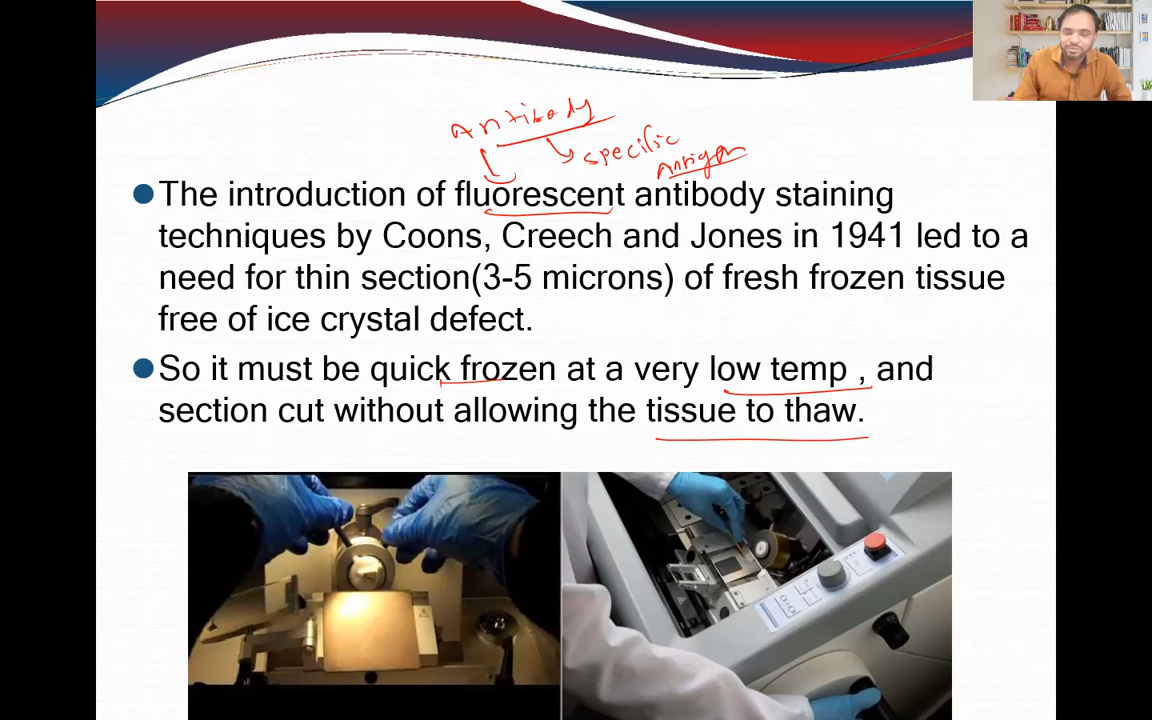 Antibody
specific
Antigen
The introduction of fluorescent antibody staining
techniques by Coons, Creech and Jones in 1941 led to a
need for thin section(3-5 microns) of fresh frozen tissue
free of ice crystal defect.
So it must be quick frozen at a very low temp , and
section cut without allowing the tissue to thaw.